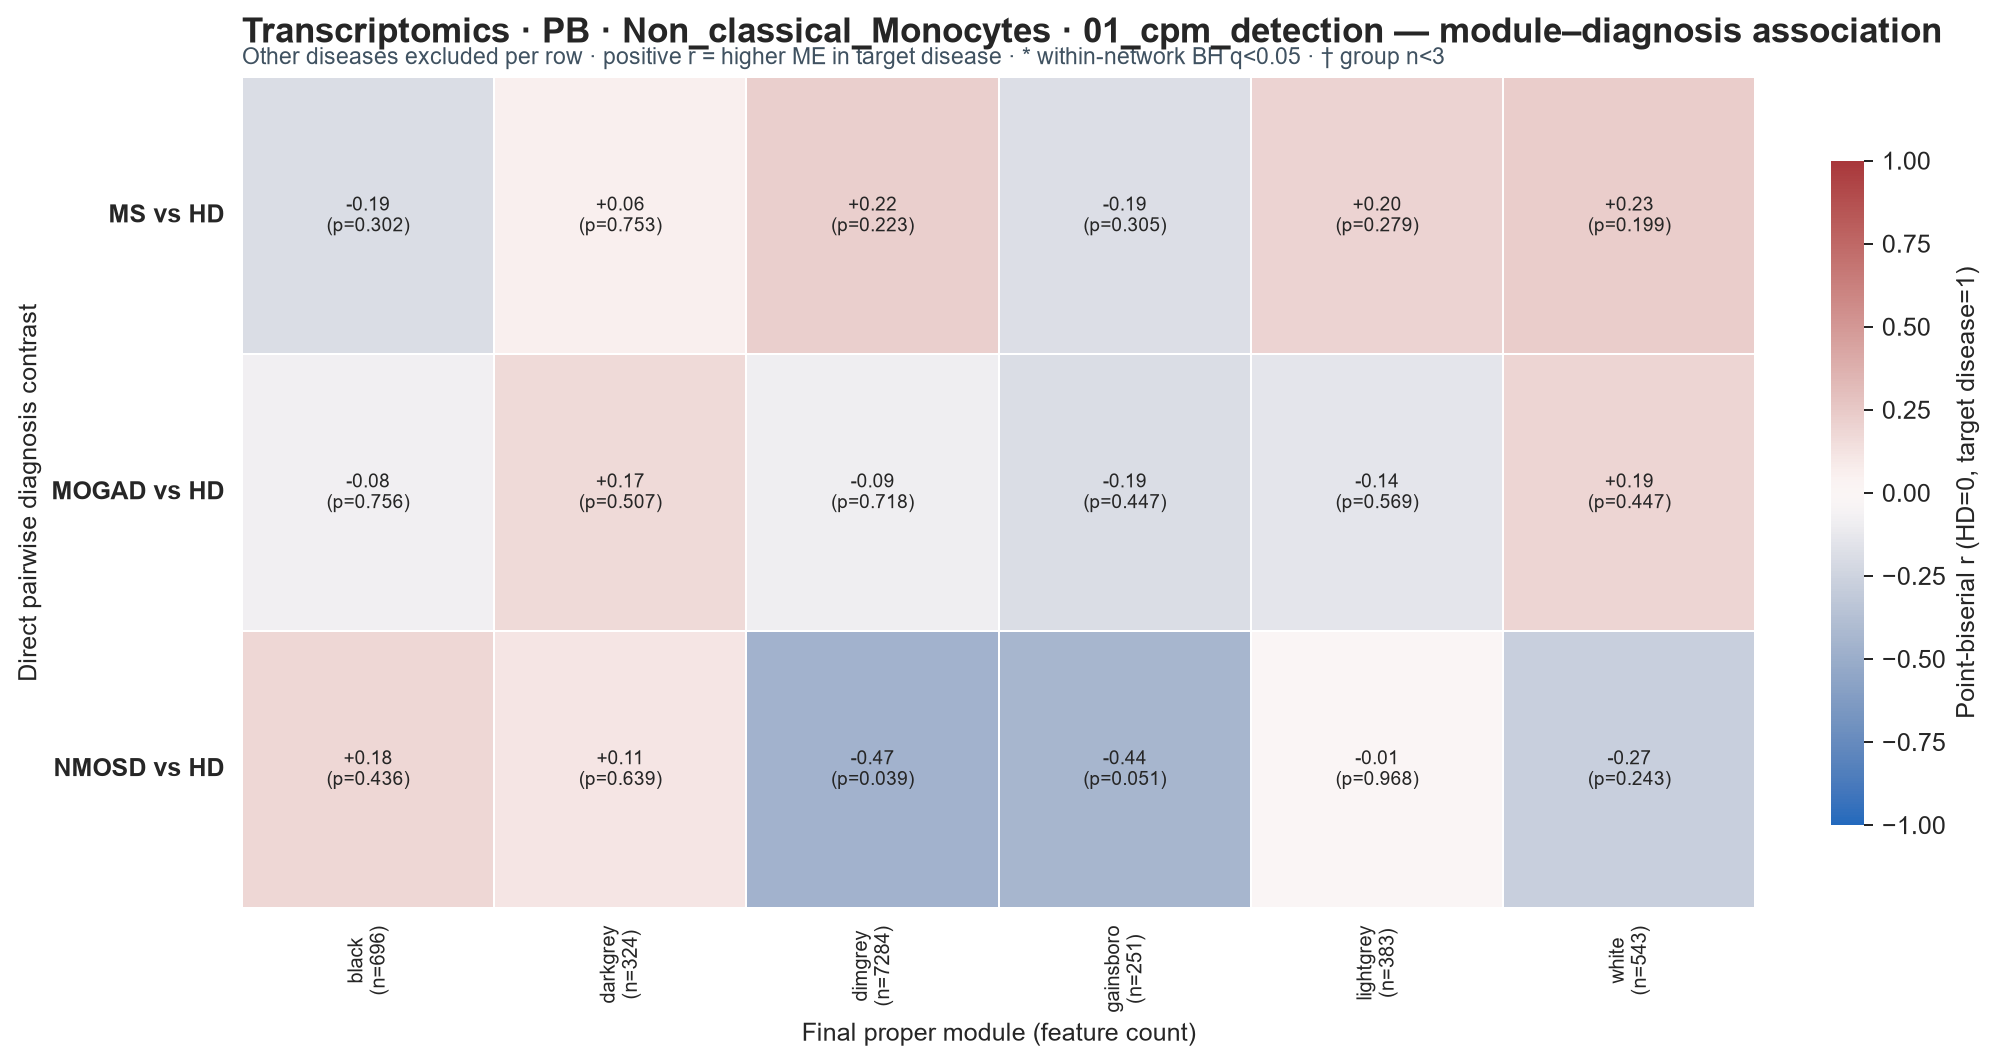 Transcriptomics · PB · Non_classical_Monocytes · 01_cpm_detection — module–diagnosis association
Other diseases excluded per row · positive r = higher ME in target disease · * within-network BH q<0.05 · † group n<3
Direct pairwise diagnosis contrast
MS vs HD
-0.19
(p=0.302)
+0.06
(p=0.753)
+0.22
(p=0.223)
-0.19
(p=0.305)
+0.20
(p=0.279)
+0.23
(p=0.199)
MOGAD vs HD
-0.08
(p=0.756)
+0.17
(p=0.507)
-0.09
(p=0.718)
-0.19
(p=0.447)
-0.14
(p=0.569)
+0.19
(p=0.447)
NMOSD vs HD
+0.18
(p=0.436)
+0.11
(p=0.639)
-0.47
(p=0.039)
-0.44
(p=0.051)
-0.01
(p=0.968)
-0.27
(p=0.243)
black
(n=696)
darkgrey
(n=324)
dimgrey
(n=7284)
gainsboro
(n=251)
lightgrey
(n=383)
white
(n=543)
Final proper module (feature count)
1.00
0.75
0.50
0.25
0.00
−0.25
−0.50
−0.75
−1.00
Point-biserial r (HD=0, target disease=1)